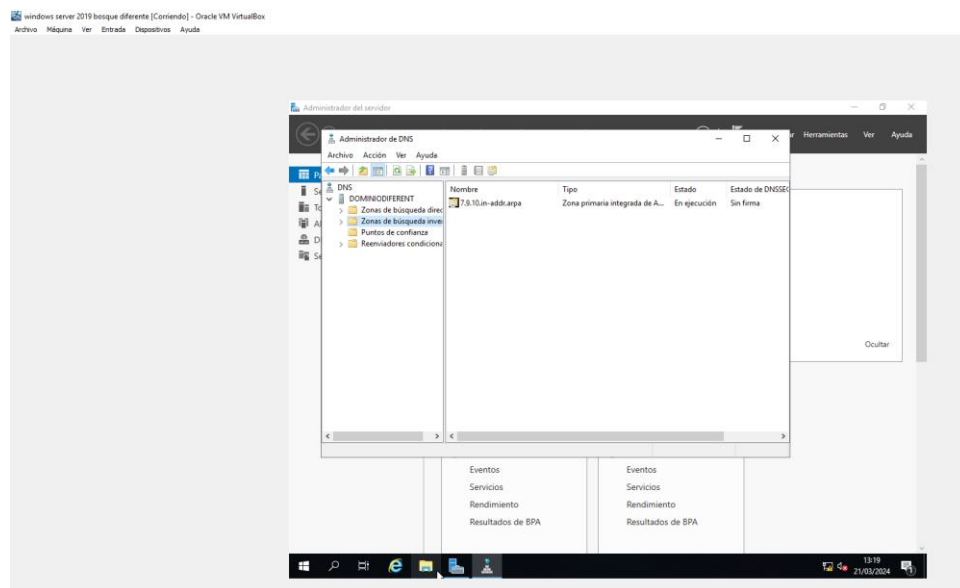 windows server 2019 bosque diferente [Corriendo] - Oracle VM VirtualBox
Archivo Máquina Ver Entrada Dispositivos Ayuda
Administrador del servidor
Herramientas Ver Ayuda
Administrador de DNS
Archivo Acción Ver Ayuda
DNS
DOMINIODIFERENT
Zonas de búsqueda direc
Zonas de búsqueda inver
Puntos de confianza
Reenviadores condiciona
Nombre Tipo Estado Estado de DNSSEC
7.9.10.in-addr.arpa Zona primaria integrada de A... En ejecución Sin firma
Ocultar
Eventos Eventos
Servicios Servicios
Rendimiento Rendimiento
Resultados de BPA Resultados de BPA
13:19
21/03/2024